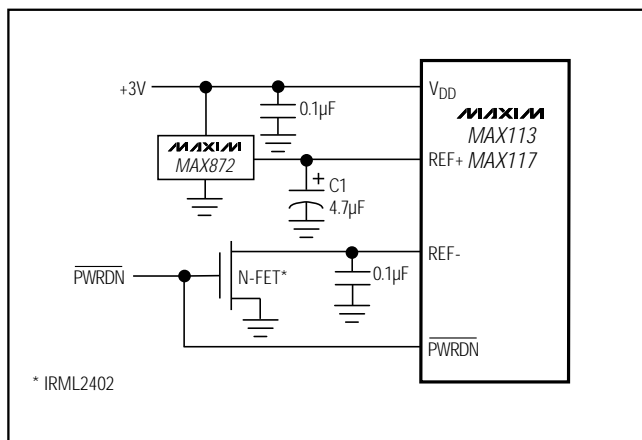 +3V
0.1µF
VDD
MAXIM
MAX113
MAX117
MAXIM
MAX872
REF+
+
C1
4.7µF
REF-
PWRDN
N-FET*
0.1µF
PWRDN
* IRML2402